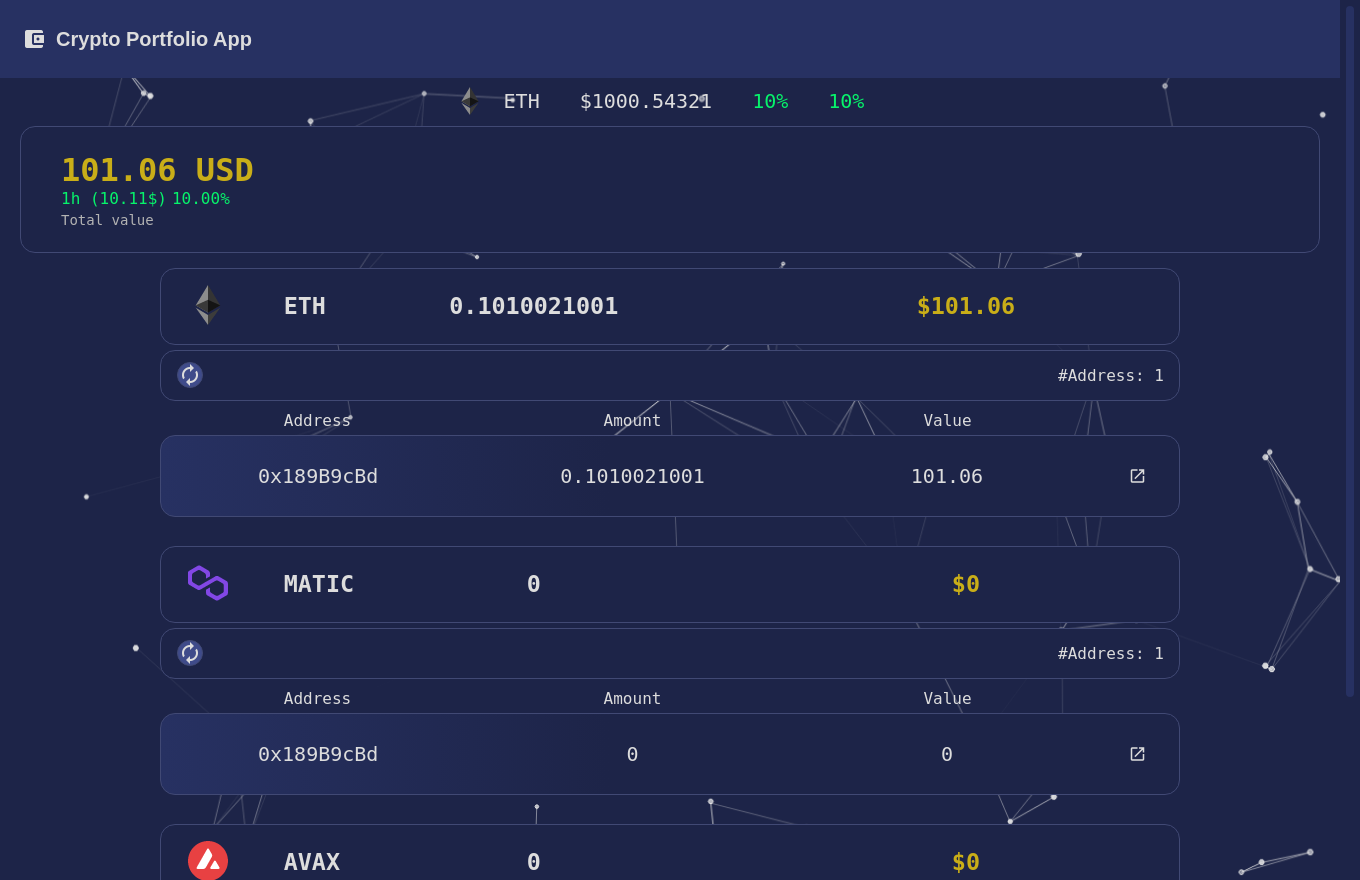 Crypto Portfolio App
ETH $1000.54321 10% 10%
101.06 USD
1h (10.11$) 10.00%
Total value
ETH 0.1010021001 $101.06
#Address: 1
Address Amount Value
0x189B9cBd 0.1010021001 101.06
MATIC 0 $0
#Address: 1
Address Amount Value
0x189B9cBd 0 0
AVAX 0 $0